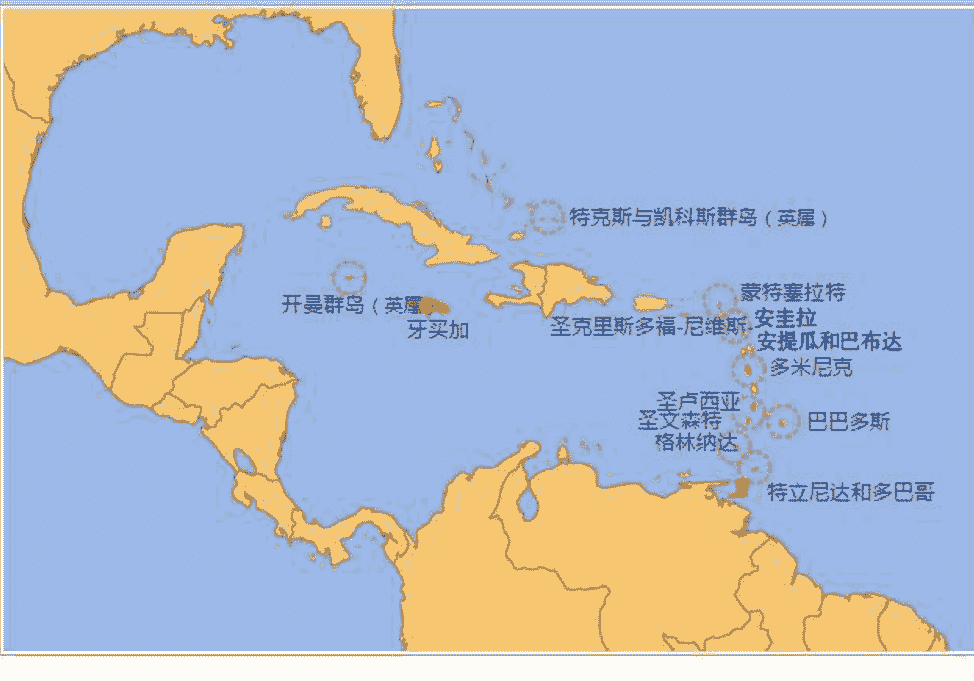 特克斯与凯科斯群岛（英属）
蒙特塞拉特
开曼群岛（英属
牙买加
圣克里斯多福-尼维斯
安圭拉
安提瓜和巴布达
多米尼克
圣卢西亚
圣文森特
巴巴多斯
格林纳达
特立尼达和多巴哥